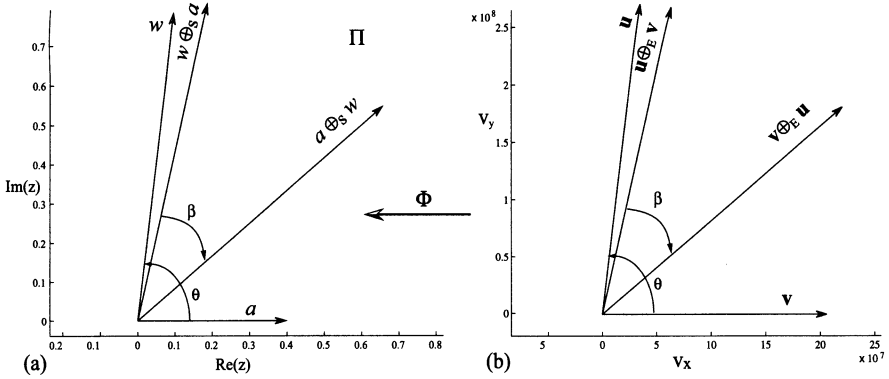 Π
w
w ⊕S a
a ⊕S w
β
θ
a
Im(z)
0.7
0.6
0.5
0.4
0.3
0.2
0.1
0
0.2 0.1 0 0.1 0.2 0.3 0.4 0.5 0.6 0.7 0.8
Re(z)
(a)
Φ
x 10^8
u
u⊕E v
v⊕E u
β
θ
v
Vy
2.5
2
1.5
1
0.5
0
5 0 5 10 15 20 25
x 10^7
Vx
(b)